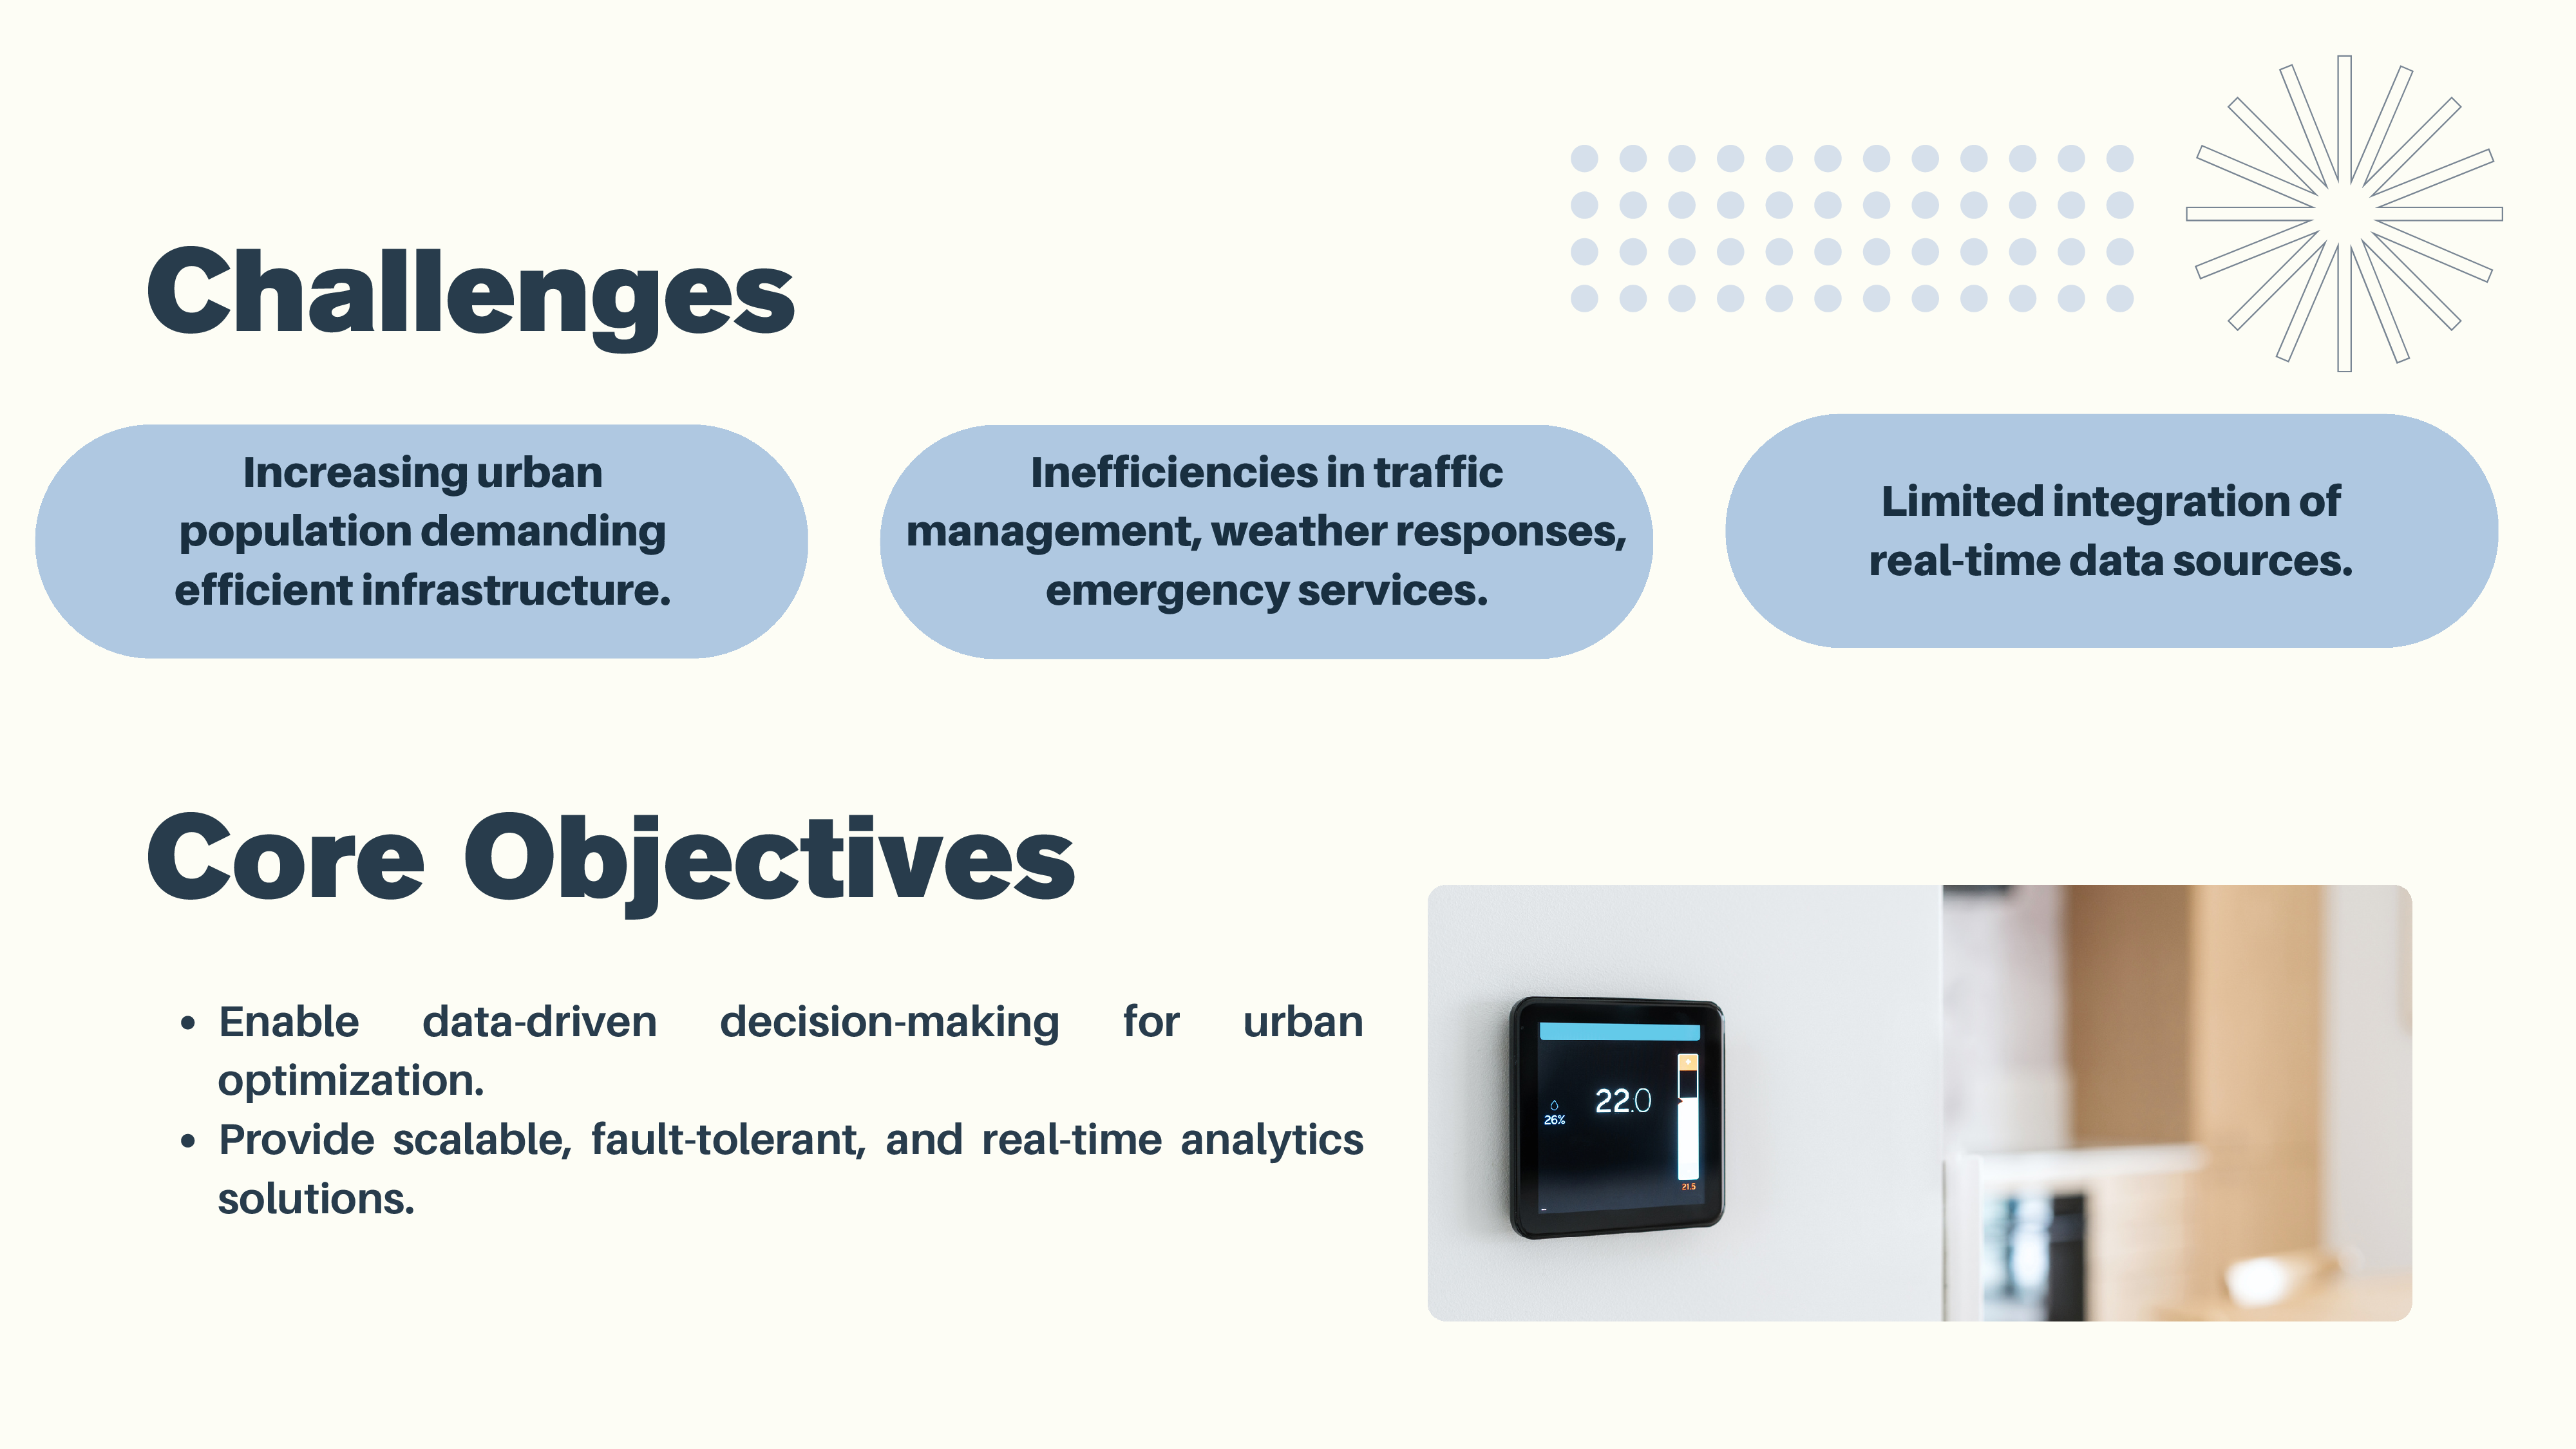 Challenges
Increasing urban
population demanding
efficient infrastructure.
Inefficiencies in traffic
management, weather responses,
emergency services.
Limited integration of
real-time data sources.
Core Objectives
• Enable data-driven decision-making for urban
optimization.
• Provide scalable, fault-tolerant, and real-time analytics
solutions.
22.0
26%
21.5